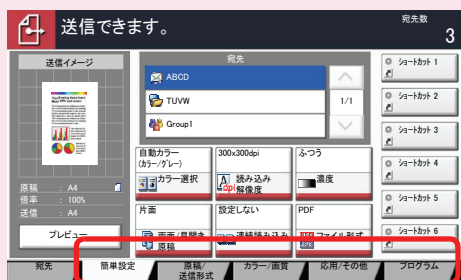 送信できます。
宛先数
3
送信イメージ
原稿 : A4
倍率 : 100%
送信 : A4
プレビュー
宛先
ABCD
TUVW
Group1
1/1
自動カラー
(カラー/グレー)
カラー選択
300x300dpi
dpi
読み込み
解像度
ふつう
濃度
片面
両面/見開き
原稿
設定しない
連続読み込み
PDF
ファイル形式
ショートカット 1
ショートカット 2
ショートカット 3
ショートカット 4
ショートカット 5
ショートカット 6
宛先
簡単設定
原稿/
送信形式
カラー/画質
応用/その他
プログラム